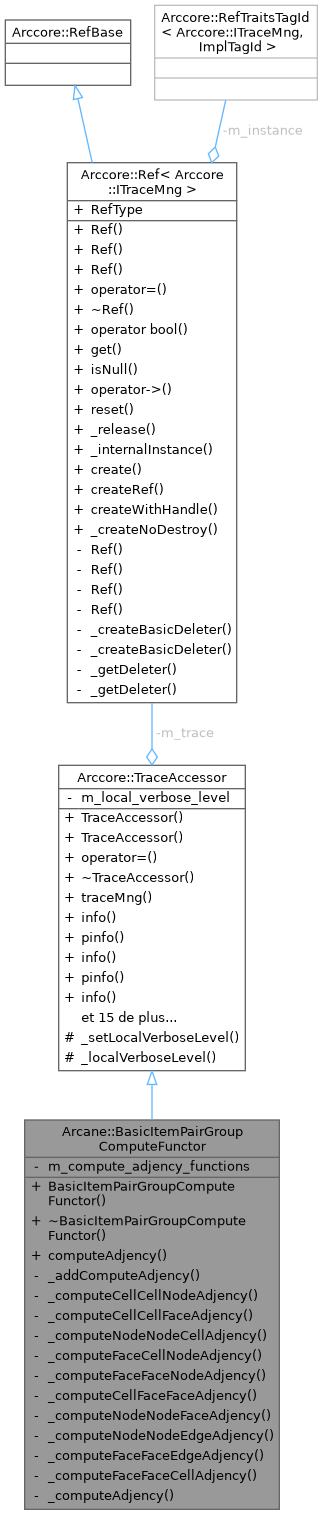 Arccore::RefBase
Arccore::RefTraitsTagId
< Arccore::ITraceMng,
ImplTagId >
-m_instance
Arccore::Ref< Arccore
::ITraceMng >
+ RefType
+ Ref()
+ Ref()
+ Ref()
+ operator=()
+ ~Ref()
+ operator bool()
+ get()
+ isNull()
+ operator->()
+ reset()
+ _release()
+ _internalInstance()
+ create()
+ createRef()
+ createWithHandle()
+ _createNoDestroy()
- Ref()
- Ref()
- Ref()
- Ref()
- _createBasicDeleter()
- _createBasicDeleter()
- _getDeleter()
- _getDeleter()
-m_trace
Arccore::TraceAccessor
- m_local_verbose_level
+ TraceAccessor()
+ TraceAccessor()
+ operator=()
+ ~TraceAccessor()
+ traceMng()
+ info()
+ pinfo()
+ info()
+ pinfo()
+ info()
et 15 de plus...
# _setLocalVerboseLevel()
# _localVerboseLevel()
Arcane::BasicItemPairGroup
ComputeFunctor
- m_compute_adjency_functions
+ BasicItemPairGroupCompute
Functor()
+ ~BasicItemPairGroupCompute
Functor()
+ computeAdjency()
- _addComputeAdjency()
- _computeCellCellNodeAdjency()
- _computeCellCellFaceAdjency()
- _computeNodeNodeCellAdjency()
- _computeFaceCellNodeAdjency()
- _computeFaceFaceNodeAdjency()
- _computeCellFaceFaceAdjency()
- _computeNodeNodeFaceAdjency()
- _computeNodeNodeEdgeAdjency()
- _computeFaceFaceEdgeAdjency()
- _computeFaceFaceCellAdjency()
- _computeAdjency()